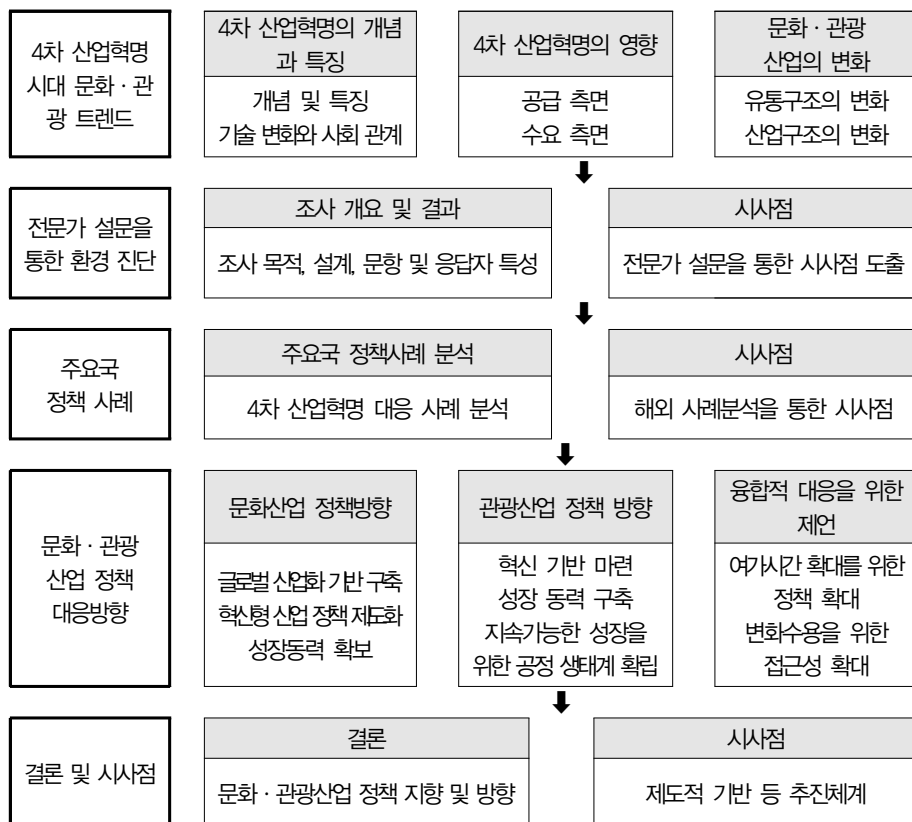 4차 산업혁명
시대 문화 · 관
광 트렌드
4차 산업혁명의 개념
과 특징
개념 및 특징
기술 변화와 사회 관계
4차 산업혁명의 영향
공급 측면
수요 측면
문화 · 관광
산업의 변화
유통구조의 변화
산업구조의 변화
전문가 설문을
통한 환경 진단
조사 개요 및 결과
조사 목적, 설계, 문항 및 응답자 특성
시사점
전문가 설문을 통한 시사점 도출
주요국
정책 사례
주요국 정책사례 분석
4차 산업혁명 대응 사례 분석
시사점
해외 사례분석을 통한 시사점
문화 · 관광
산업 정책
대응방향
문화산업 정책방향
글로벌 산업화 기반 구축
혁신형 산업 정책 제도화
성장동력 확보
관광산업 정책 방향
혁신 기반 마련
성장 동력 구축
지속가능한 성장을
위한 공정 생태계 확립
융합적 대응을 위한
제언
여가시간 확대를 위한
정책 확대
변화수용을 위한
접근성 확대
결론 및 시사점
결론
문화 · 관광산업 정책 지향 및 방향
시사점
제도적 기반 등 추진체계